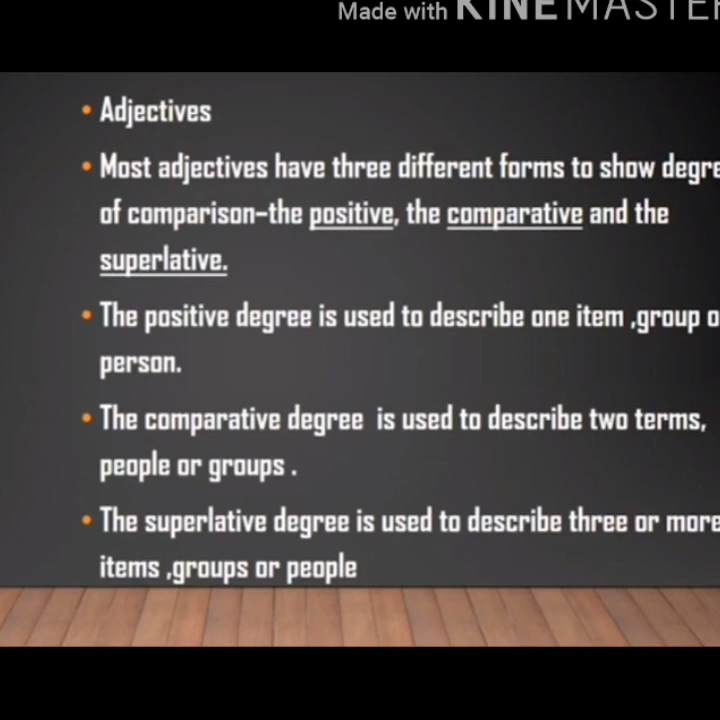 Made with KINEMASTER
• Adjectives
• Most adjectives have three different forms to show degre
of comparison–the positive, the comparative and the
superlative.
• The positive degree is used to describe one item ,group o
person.
• The comparative degree is used to describe two terms,
people or groups .
• The superlative degree is used to describe three or more
items ,groups or people